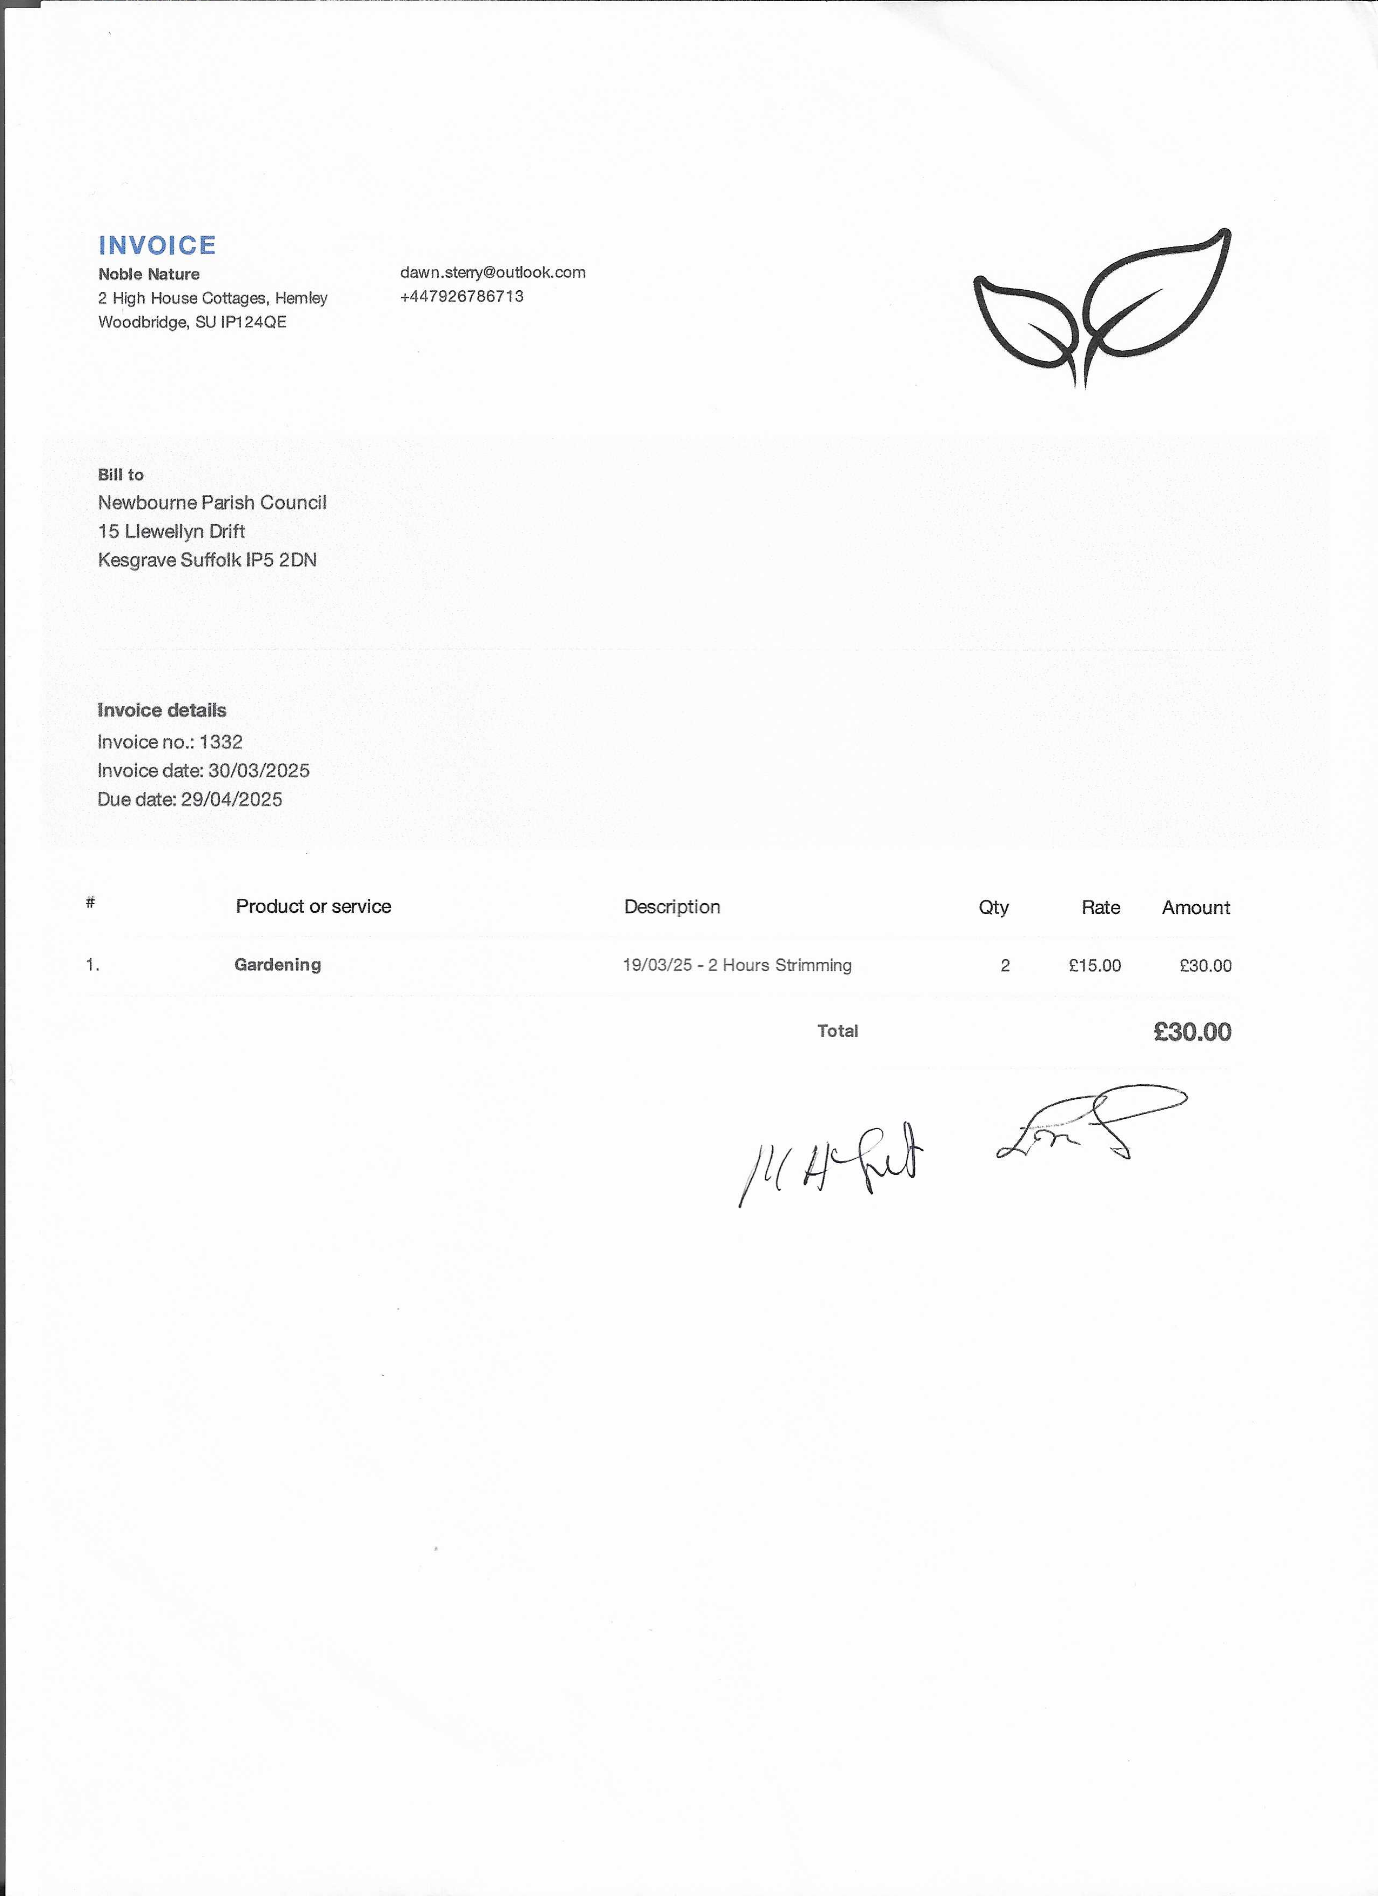 INVOICE
Noble Nature
2 High House Cottages, Hemley
Woodbridge, SU IP124QE
dawn.sterry@outlook.com
+447926786713
Bill to
Newbourne Parish Council
15 Llewellyn Drift
Kesgrave Suffolk IP5 2DN
Invoice details
Invoice no.: 1332
Invoice date: 30/03/2025
Due date: 29/04/2025
# Product or service Description Qty Rate Amount
1. Gardening 19/03/25 - 2 Hours Strimming 2 £15.00 £30.00
Total £30.00